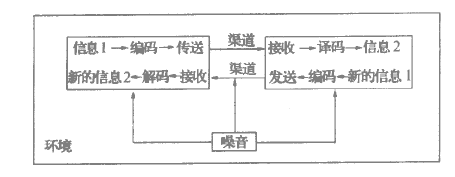 信息1→编码→传送 渠道 接收→译码→信息2
新的信息2←解码←接收 渠道 发送←编码←新的信息1
环境 噪音